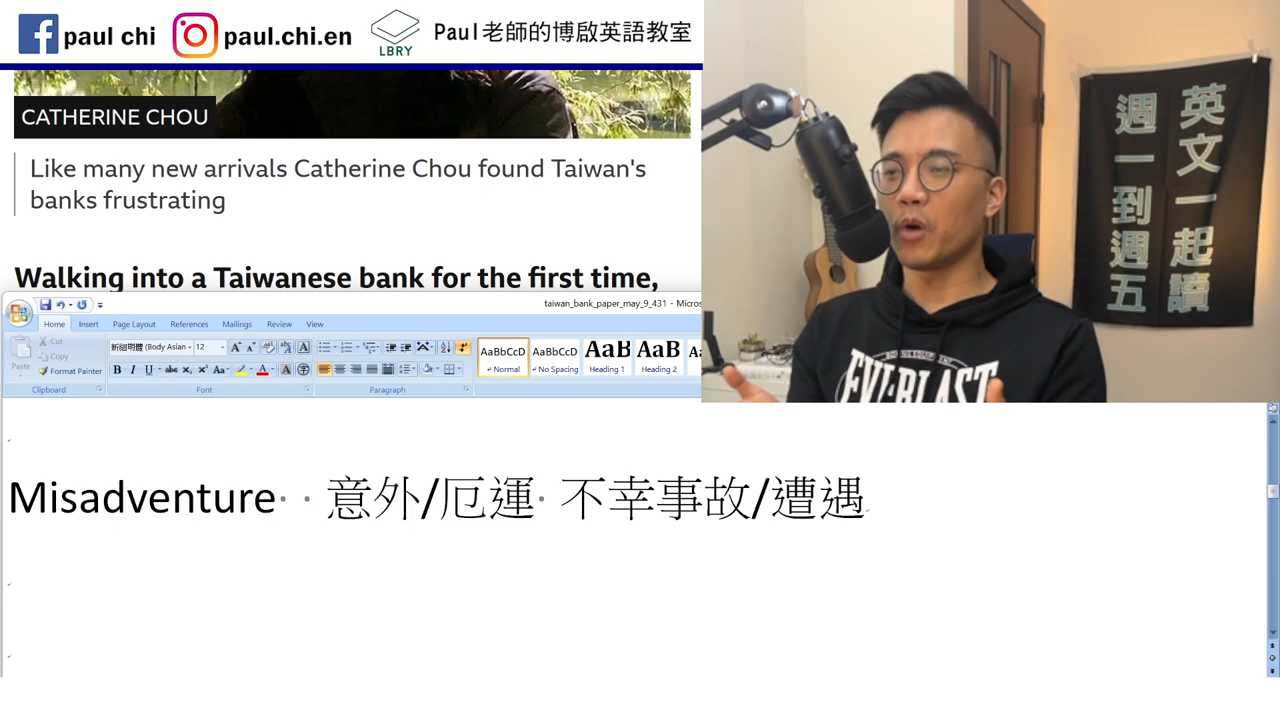 paul chi
paul.chi.en
LBRY
Paul老師的博啟英語教室
CATHERINE CHOU
Like many new arrivals Catherine Chou found Taiwan's
banks frustrating
Walking into a Taiwanese bank for the first time,
taiwan_bank_paper_may_9_431 - Micros
Home Insert Page Layout References Mailings Review View
Cut
Copy
Paste
Format Painter
新細明體 (Body Asian
12
AaBbCcD
AaBbCcD
AaBb
AaBb
Normal
No Spacing
Heading 1
Heading 2
Clipboard
Font
Paragraph
Misadventure 意外/厄運 不幸事故/遭遇
英文一起讀
週一到週五
EVERLAST